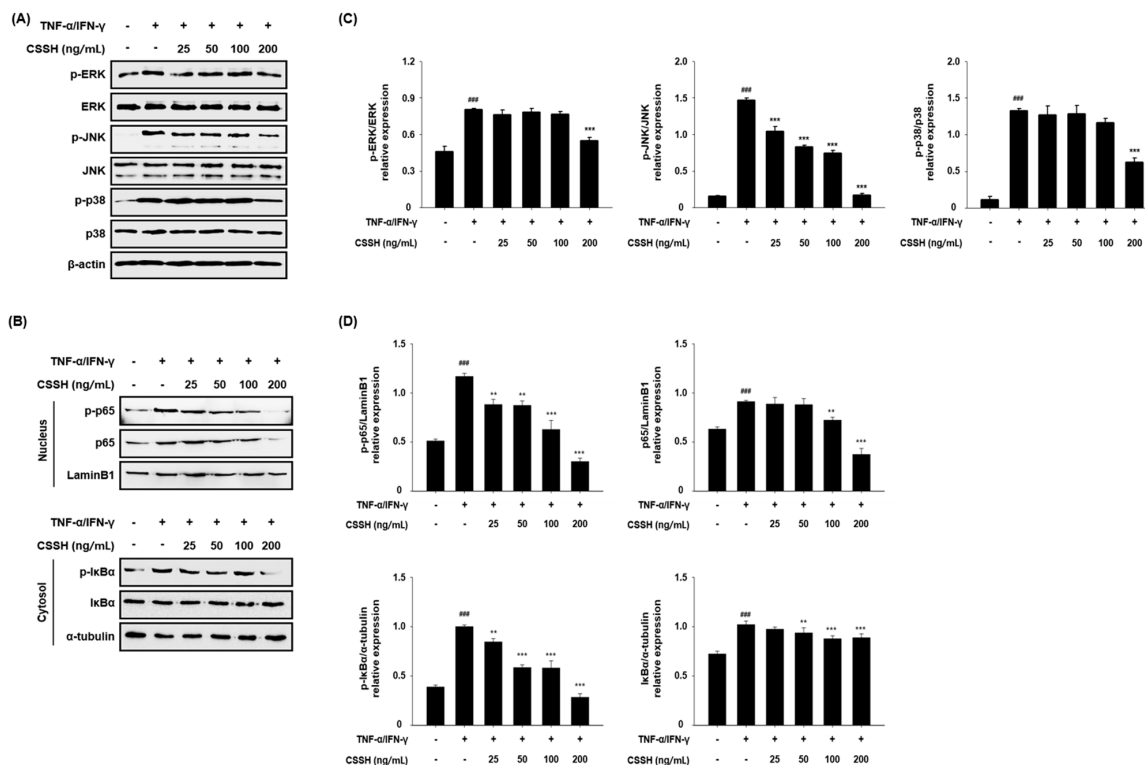 (A)
TNF-α/IFN-γ - + + + + +
CSSH (ng/mL) - - 25 50 100 200
p-ERK
ERK
p-JNK
JNK
p-p38
p38
β-actin
(B)
TNF-α/IFN-γ - + + + + +
CSSH (ng/mL) - - 25 50 100 200
Nucleus
p-p65
p65
LaminB1
TNF-α/IFN-γ - + + + + +
CSSH (ng/mL) - - 25 50 100 200
Cytosol
p-IκBα
IκBα
α-tubulin
(C)
p-ERK/ERK
relative expression
1.2
0.9
0.6
0.3
0
###
***
TNF-α/IFN-γ - + + + + +
CSSH (ng/mL) - - 25 50 100 200
p-JNK/JNK
relative expression
2.0
1.5
1.0
0.5
0
###
***
***
***
***
TNF-α/IFN-γ - + + + + +
CSSH (ng/mL) - - 25 50 100 200
p-p38/p38
relative expression
2.0
1.5
1.0
0.5
0
###
***
TNF-α/IFN-γ - + + + + +
CSSH (ng/mL) - - 25 50 100 200
(D)
p-p65/LaminB1
relative expression
1.5
1.0
0.5
0
###
**
**
***
***
TNF-α/IFN-γ - + + + + +
CSSH (ng/mL) - - 25 50 100 200
p65/LaminB1
relative expression
1.5
1.0
0.5
0
###
**
***
TNF-α/IFN-γ - + + + + +
CSSH (ng/mL) - - 25 50 100 200
p-IκBα/α-tubulin
relative expression
1.5
1.0
0.5
0
###
**
***
***
***
TNF-α/IFN-γ - + + + + +
CSSH (ng/mL) - - 25 50 100 200
IκBα/α-tubulin
relative expression
1.5
1.0
0.5
0
###
**
***
***
TNF-α/IFN-γ - + + + + +
CSSH (ng/mL) - - 25 50 100 200